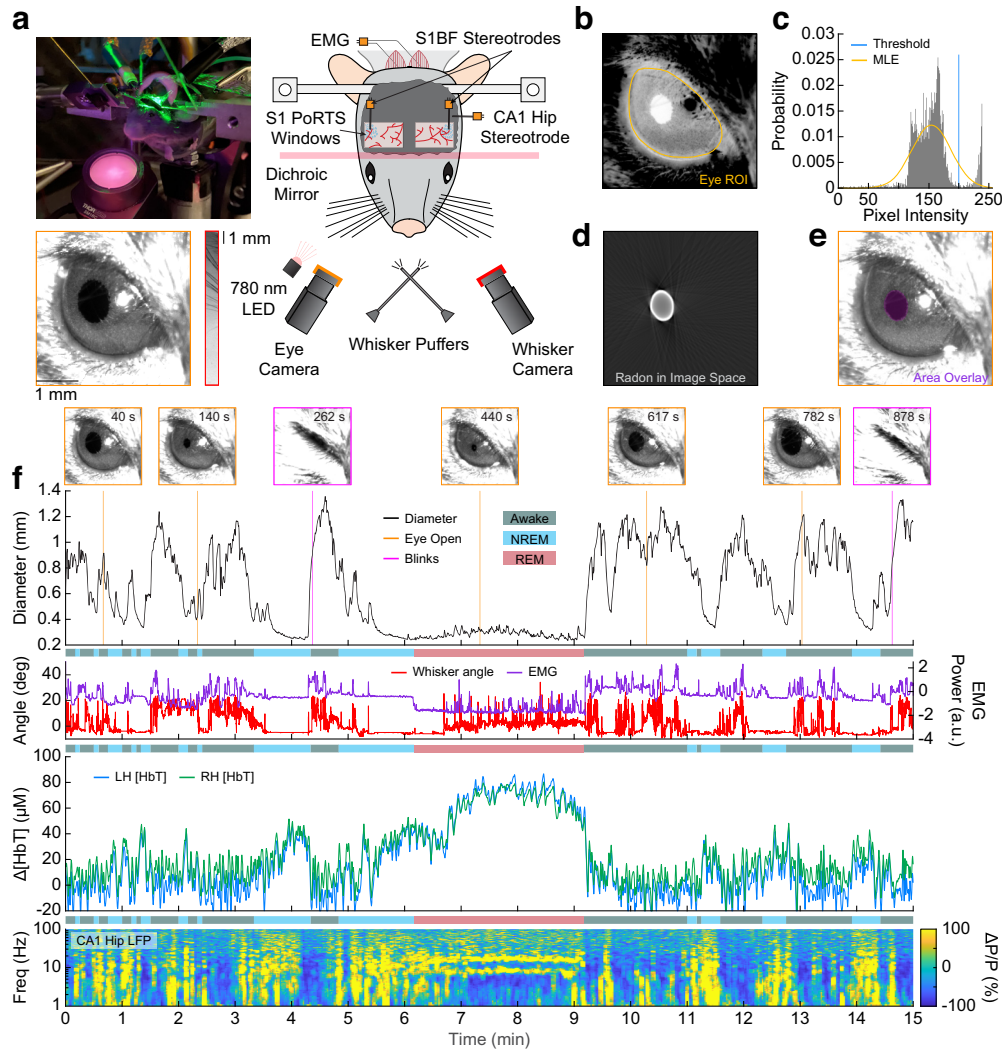 a
EMG
S1BF Stereotrodes
S1 PoRTS
Windows
CA1 Hip
Stereotrode
Dichroic
Mirror
1 mm
780 nm
LED
Eye
Camera
Whisker Puffers
Whisker
Camera
1 mm
b
Eye ROI
c
Probability
0.03
0.025
0.02
0.015
0.01
0.005
0
Threshold
MLE
0 50 150 250
Pixel Intensity
d
Radon in Image Space
e
Area Overlay
40 s
140 s
262 s
440 s
617 s
782 s
878 s
f
Diameter (mm)
1.4
1.2
1.0
0.8
0.6
0.4
0.2
Diameter
Eye Open
Blinks
Awake
NREM
REM
Angle (deg)
40
20
0
Whisker angle
EMG
2
0
-2
-4
EMG
Power (a.u.)
Δ[HbT] (µM)
100
80
60
40
20
0
-20
LH [HbT]
RH [HbT]
Freq (Hz)
100
10
1
CA1 Hip LFP
100
0
-100
ΔP/P (%)
0 1 2 3 4 5 6 7 8 9 10 11 12 13 14 15
Time (min)